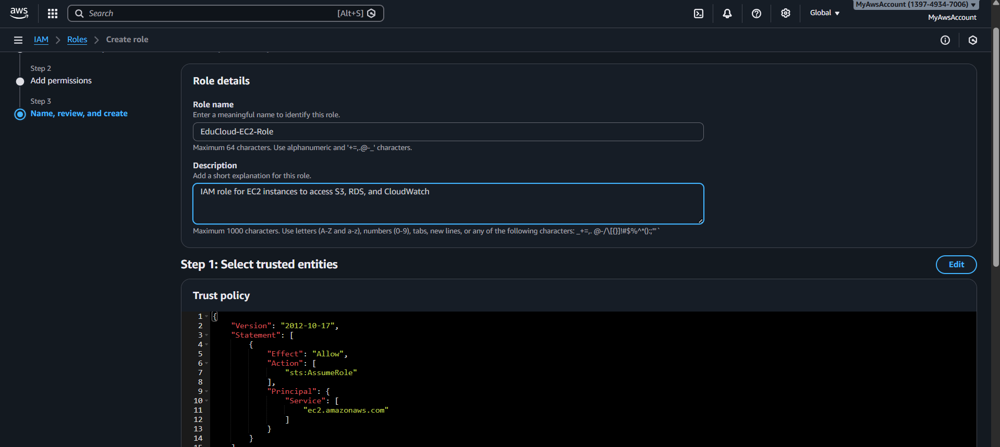 aws
Search
[Alt+S]
Global
MyAwsAccount (1397-4934-7006)
MyAwsAccount
IAM
Roles
Create role
Step 2
Add permissions
Step 3
Name, review, and create
Role details
Role name
Enter a meaningful name to identify this role.
EduCloud-EC2-Role
Maximum 64 characters. Use alphanumeric and '+=,.@-_' characters.
Description
Add a short explanation for this role.
IAM role for EC2 instances to access S3, RDS, and CloudWatch
Maximum 1000 characters. Use letters (A-Z and a-z), numbers (0-9), tabs, new lines, or any of the following characters: _+=,. @-/\[{}]!#$%^*():;"'`
Step 1: Select trusted entities
Edit
Trust policy
1 {
2 "Version": "2012-10-17",
3 "Statement": [
4 {
5 "Effect": "Allow",
6 "Action": [
7 "sts:AssumeRole"
8 ],
9 "Principal": {
10 "Service": [
11 "ec2.amazonaws.com"
12 ]
13 }
14 }
15 ]